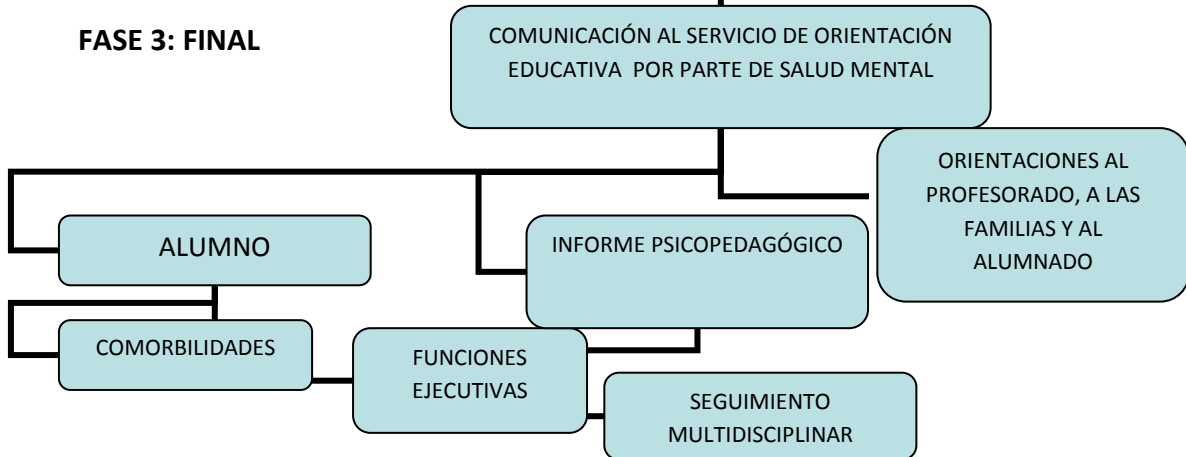 FASE 3: FINAL
COMUNICACIÓN AL SERVICIO DE ORIENTACIÓN
EDUCATIVA POR PARTE DE SALUD MENTAL
ORIENTACIONES AL
PROFESORADO, A LAS
FAMILIAS Y AL
ALUMNADO
ALUMNO
INFORME PSICOPEDAGÓGICO
COMORBILIDADES
FUNCIONES
EJECUTIVAS
SEGUIMIENTO
MULTIDISCIPLINAR